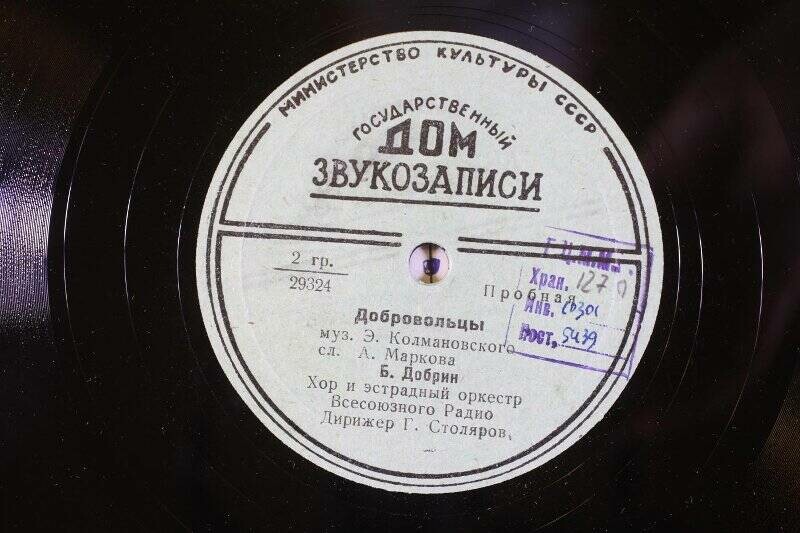 МИНИСТЕРСТВО КУЛЬТУРЫ СССР
ГОСУДАРСТВЕННЫЙ
ДОМ
ЗВУКОЗАПИСИ
2 гр.
29324
Пробная
Г.Ц.М.М.
Хран. 127
Инв.
Пост. 5439
Добровольцы
муз. Э. Колмановского
сл. А. Маркова
Б. Добрин
Хор и эстрадный оркестр
Всесоюзного Радио
Дирижер Г. Столяров